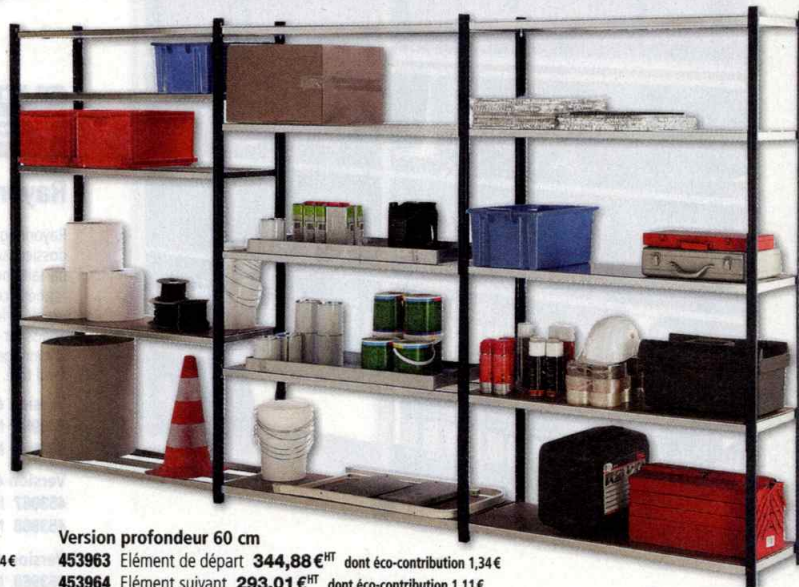 Version profondeur 60 cm
4€ 453963 Elément de départ 344,88€HT dont éco-contribution 1,34€
453964 Elément suivant 293,01€HT dont éco-contribution 1,11€